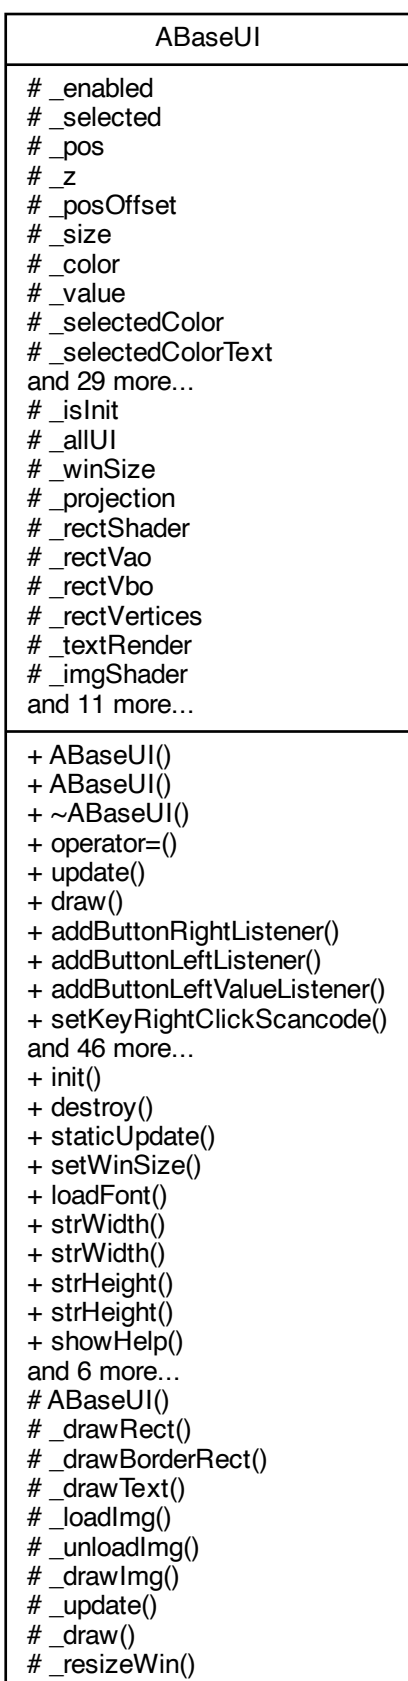 ABaseUI
# _enabled
# _selected
# _pos
# _z
# _posOffset
# _size
# _color
# _value
# _selectedColor
# _selectedColorText
and 29 more...
# _isInit
# _allUI
# _winSize
# _projection
# _rectShader
# _rectVao
# _rectVbo
# _rectVertices
# _textRender
# _imgShader
and 11 more...
+ ABaseUI()
+ ABaseUI()
+ ~ABaseUI()
+ operator=()
+ update()
+ draw()
+ addButtonRightListener()
+ addButtonLeftListener()
+ addButtonLeftValueListener()
+ setKeyRightClickScancode()
and 46 more...
+ init()
+ destroy()
+ staticUpdate()
+ setWinSize()
+ loadFont()
+ strWidth()
+ strWidth()
+ strHeight()
+ strHeight()
+ showHelp()
and 6 more...
# ABaseUI()
# _drawRect()
# _drawBorderRect()
# _drawText()
# _loadImg()
# _unloadImg()
# _drawImg()
# _update()
# _draw()
# _resizeWin()